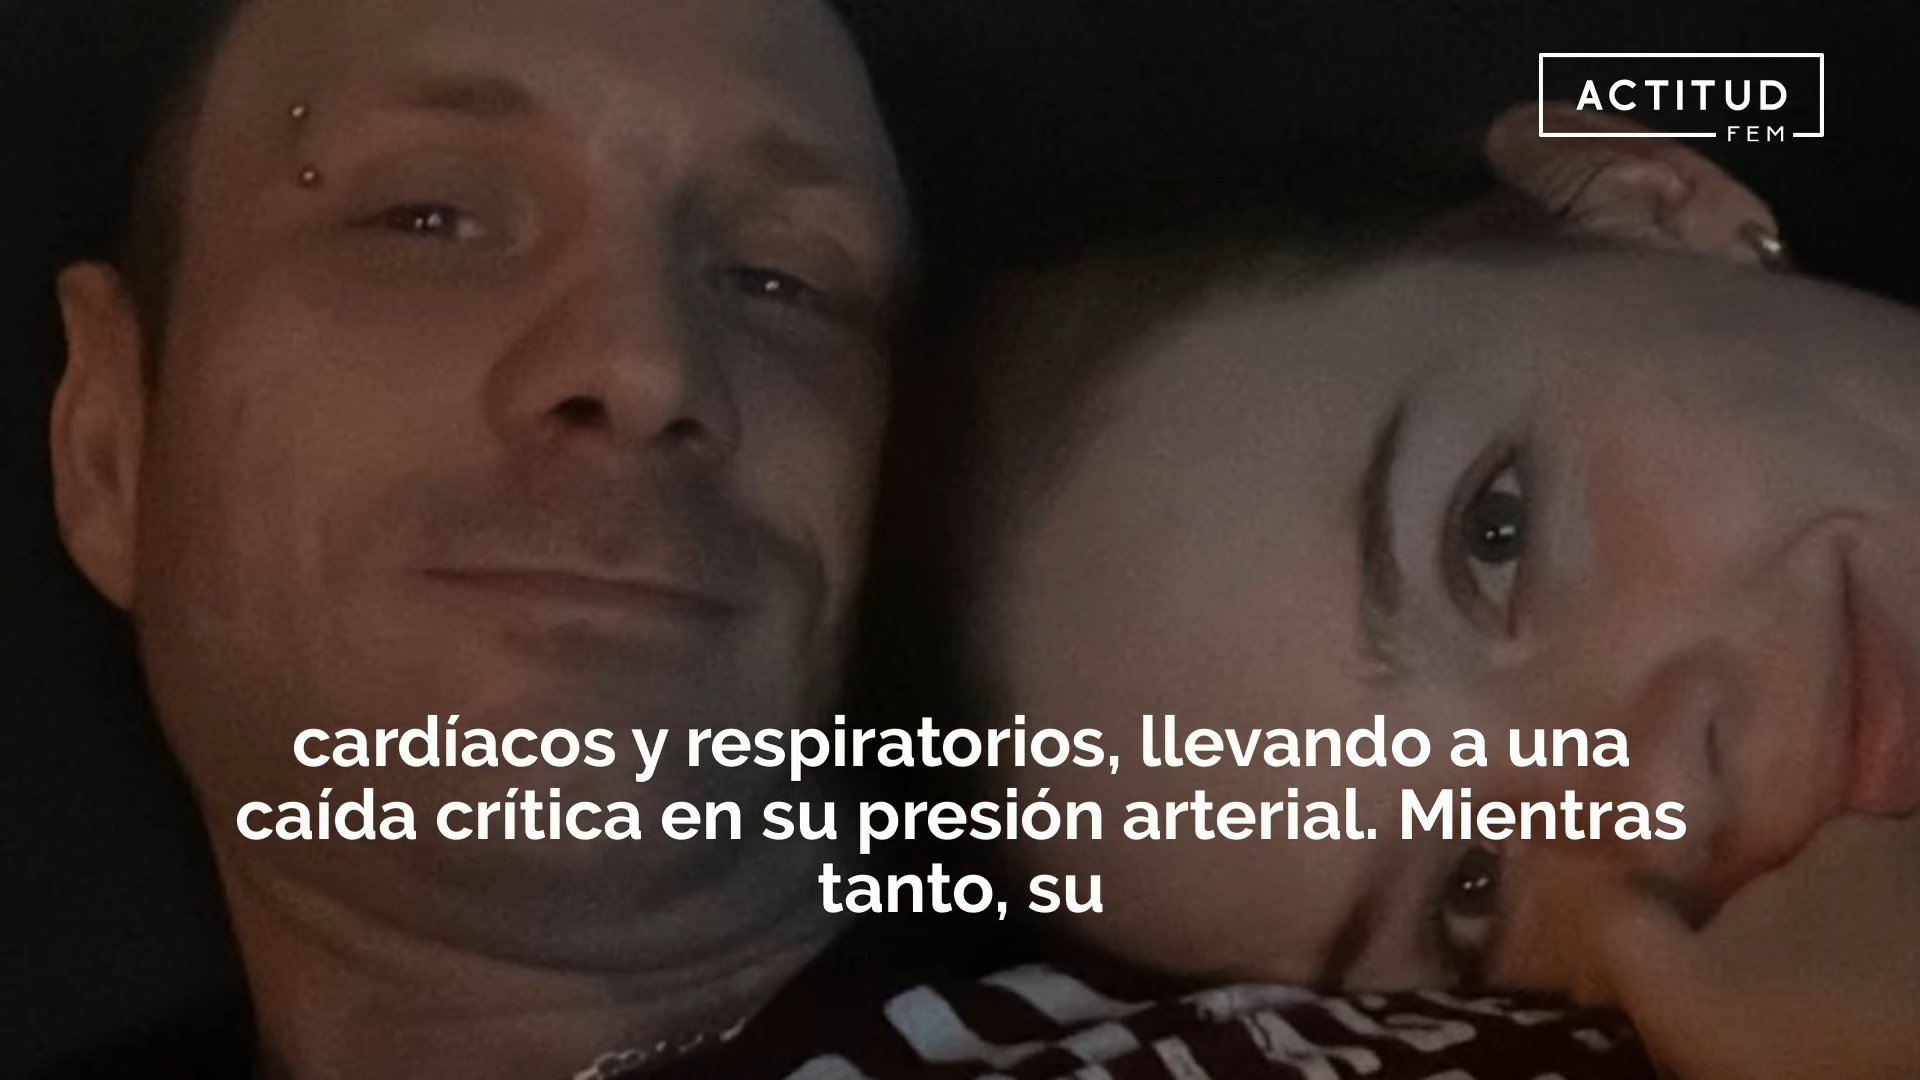 ACTITUD
FEM
cardíacos y respiratorios, llevando a una
caída crítica en su presión arterial. Mientras
tanto, su